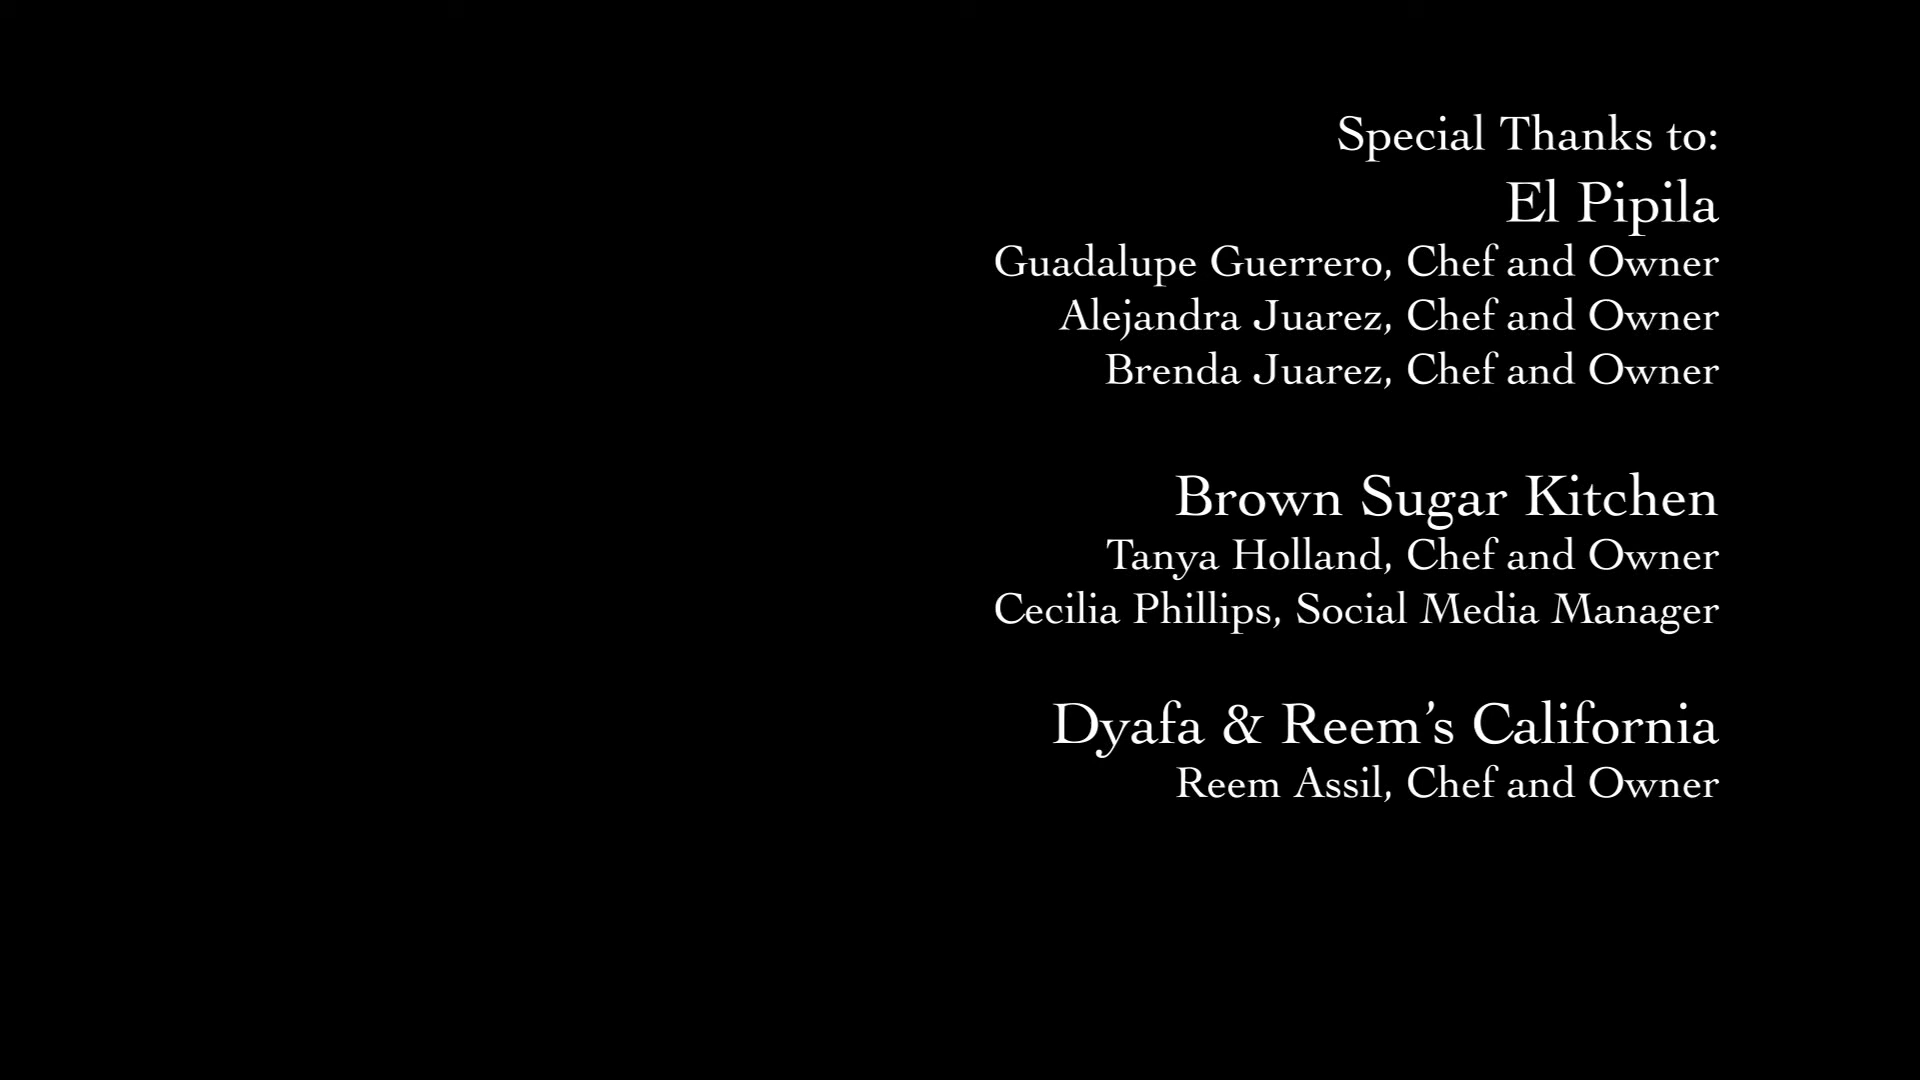 Special Thanks to:
El Pipila
Guadalupe Guerrero, Chef and Owner
Alejandra Juarez, Chef and Owner
Brenda Juarez, Chef and Owner
Brown Sugar Kitchen
Tanya Holland, Chef and Owner
Cecilia Phillips, Social Media Manager
Dyafa & Reem’s California
Reem Assil, Chef and Owner